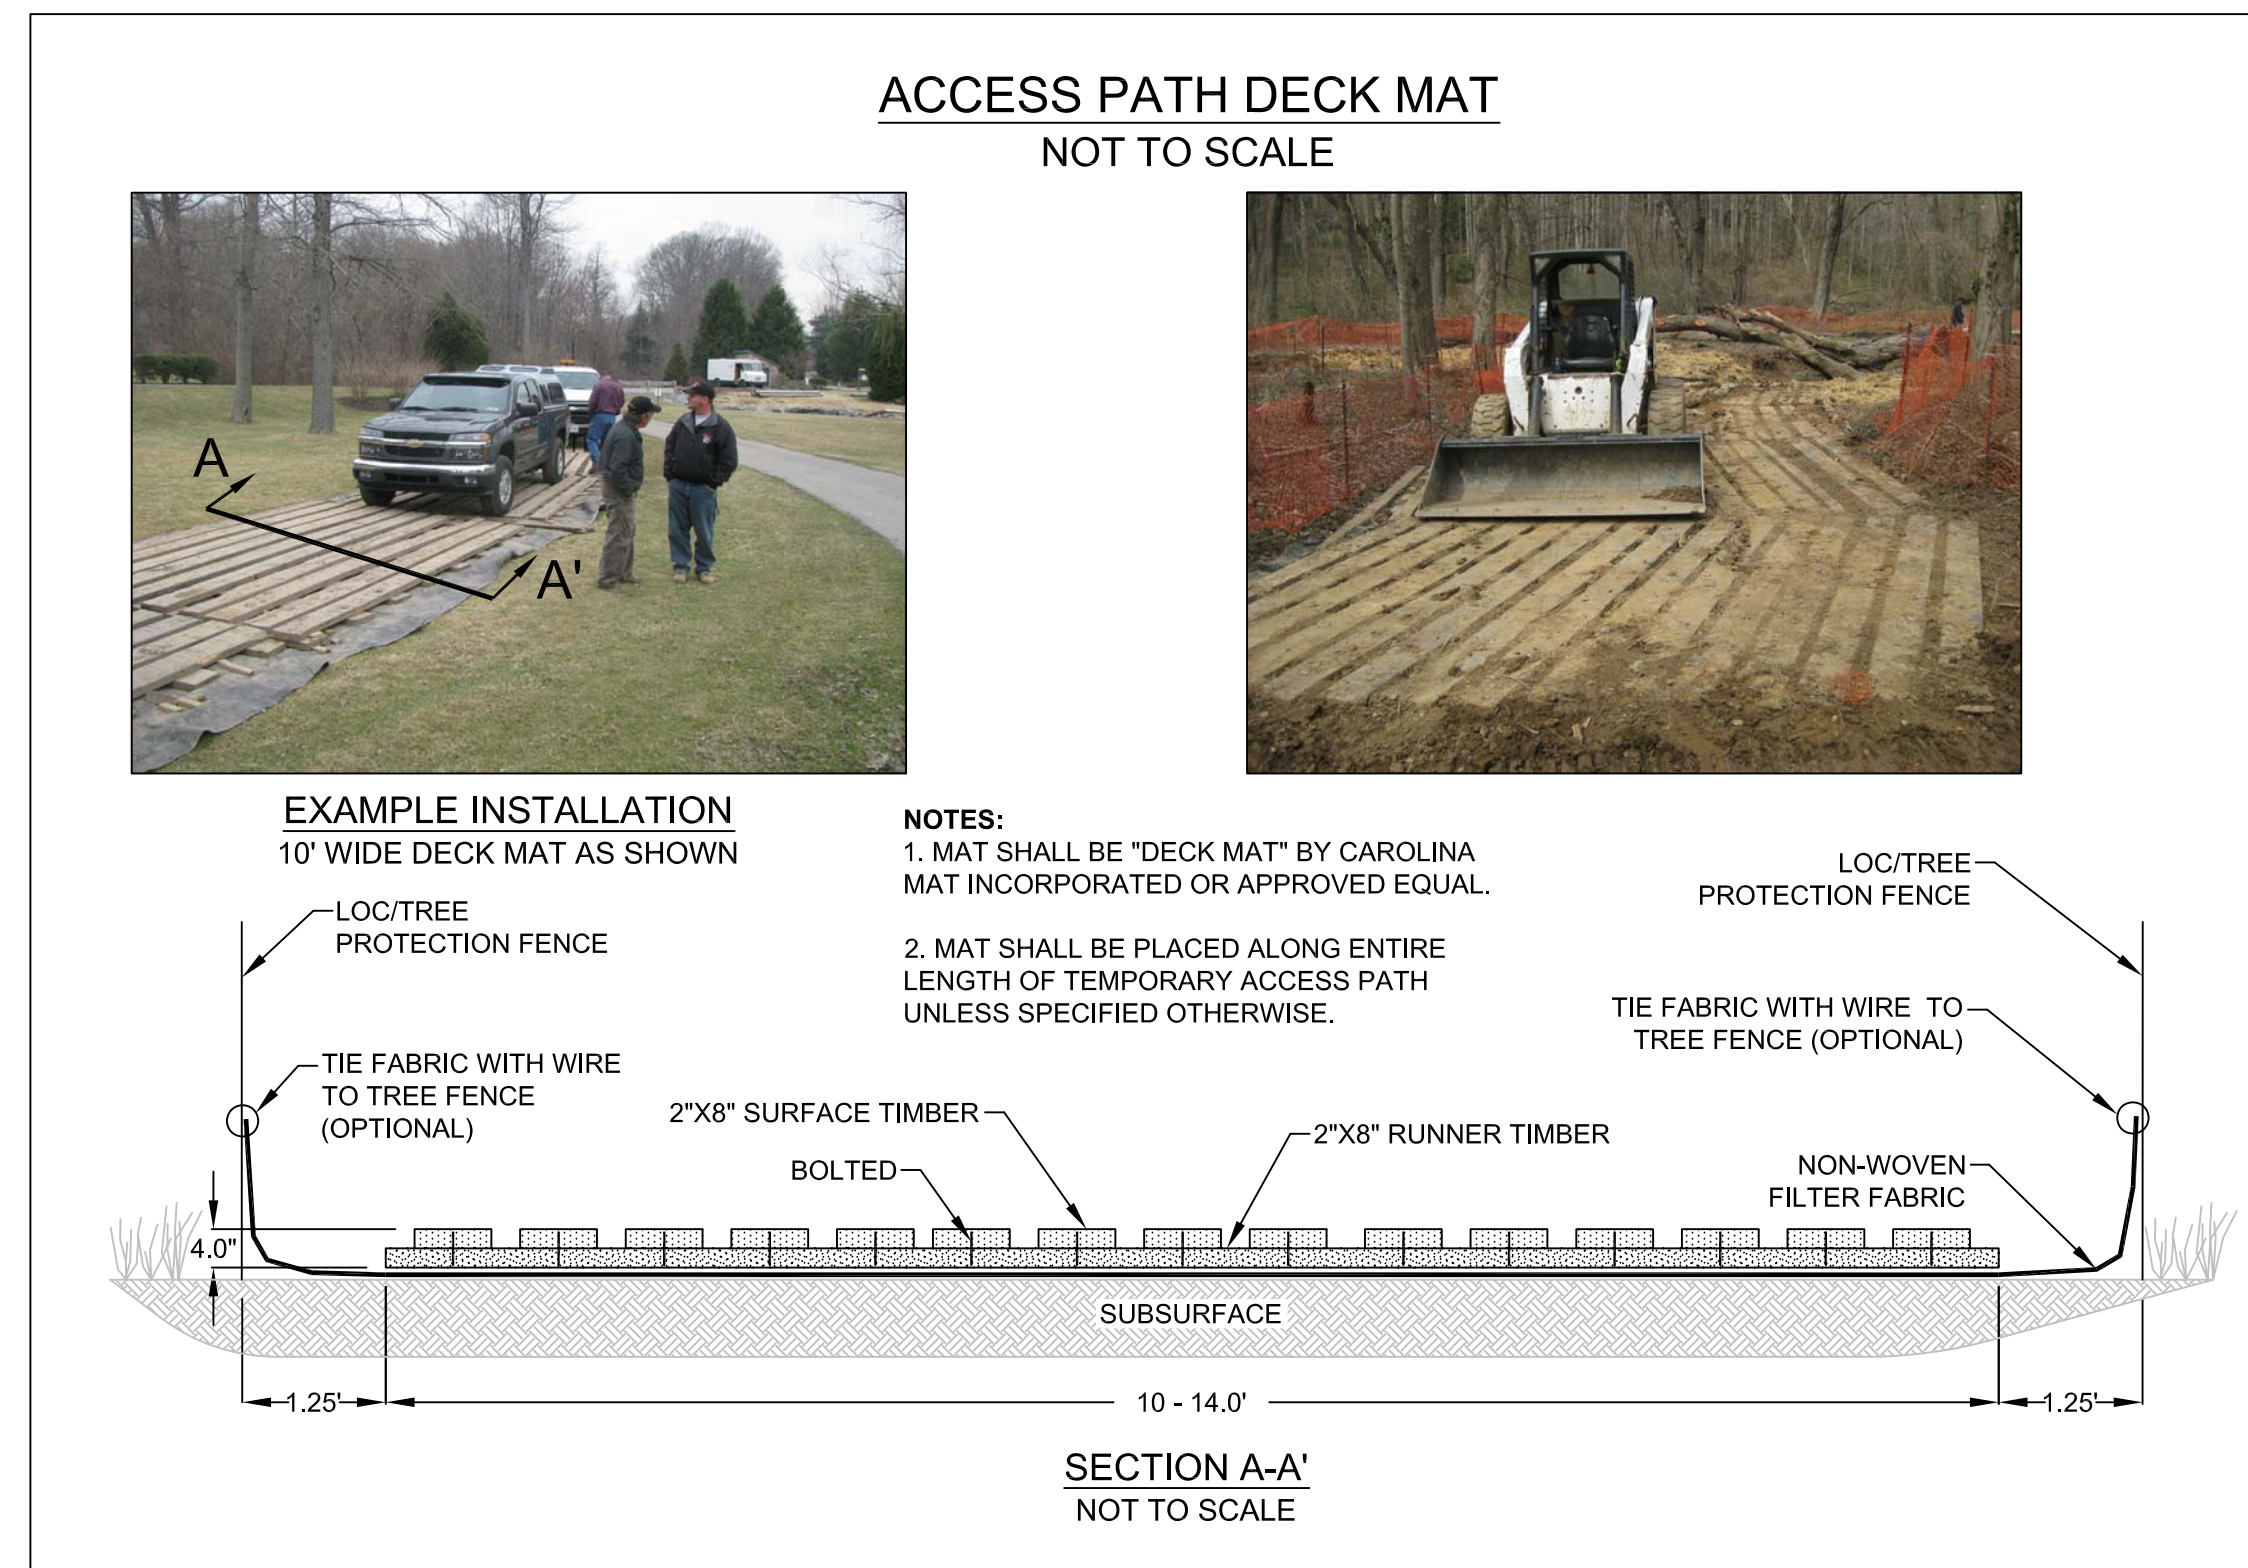 ACCESS PATH DECK MAT
NOT TO SCALE
A
A'
EXAMPLE INSTALLATION
10' WIDE DECK MAT AS SHOWN
NOTES:
1. MAT SHALL BE "DECK MAT" BY CAROLINA
MAT INCORPORATED OR APPROVED EQUAL.
2. MAT SHALL BE PLACED ALONG ENTIRE
LENGTH OF TEMPORARY ACCESS PATH
UNLESS SPECIFIED OTHERWISE.
LOC/TREE
PROTECTION FENCE
LOC/TREE
PROTECTION FENCE
TIE FABRIC WITH WIRE
TO TREE FENCE
(OPTIONAL)
TIE FABRIC WITH WIRE TO
TREE FENCE (OPTIONAL)
2"X8" SURFACE TIMBER
BOLTED
2"X8" RUNNER TIMBER
NON-WOVEN
FILTER FABRIC
4.0"
SUBSURFACE
1.25'
10 - 14.0'
1.25'
SECTION A-A'
NOT TO SCALE